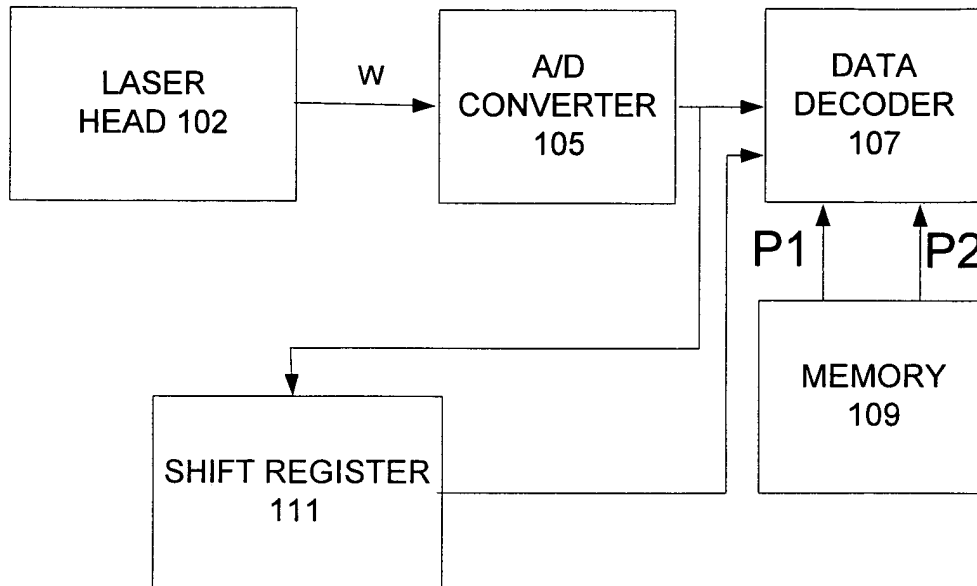 LASER
HEAD 102
W
A/D
CONVERTER
105
DATA
DECODER
107
P1
P2
MEMORY
109
SHIFT REGISTER
111